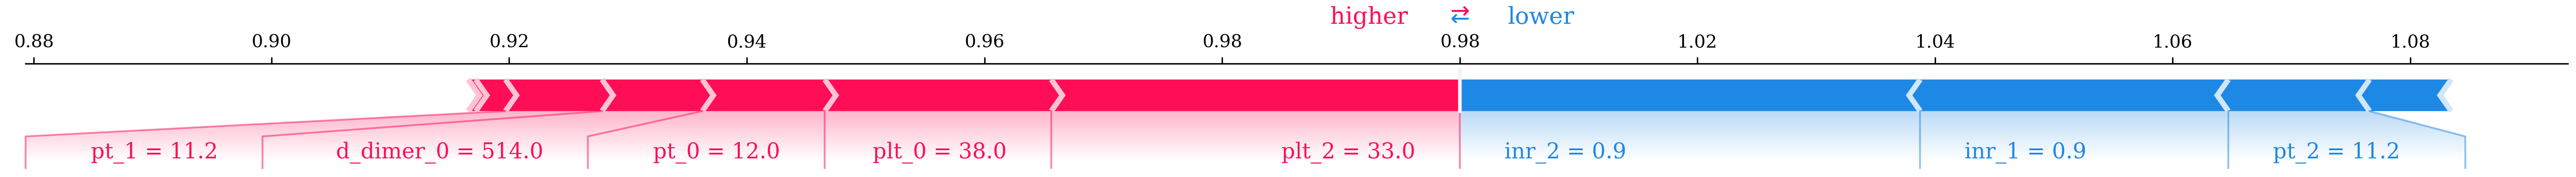 higher ⇄ lower
0.88 0.90 0.92 0.94 0.96 0.98 0.98 1.02 1.04 1.06 1.08
pt_1 = 11.2 d_dimer_0 = 514.0 pt_0 = 12.0 plt_0 = 38.0 plt_2 = 33.0 inr_2 = 0.9 inr_1 = 0.9 pt_2 = 11.2